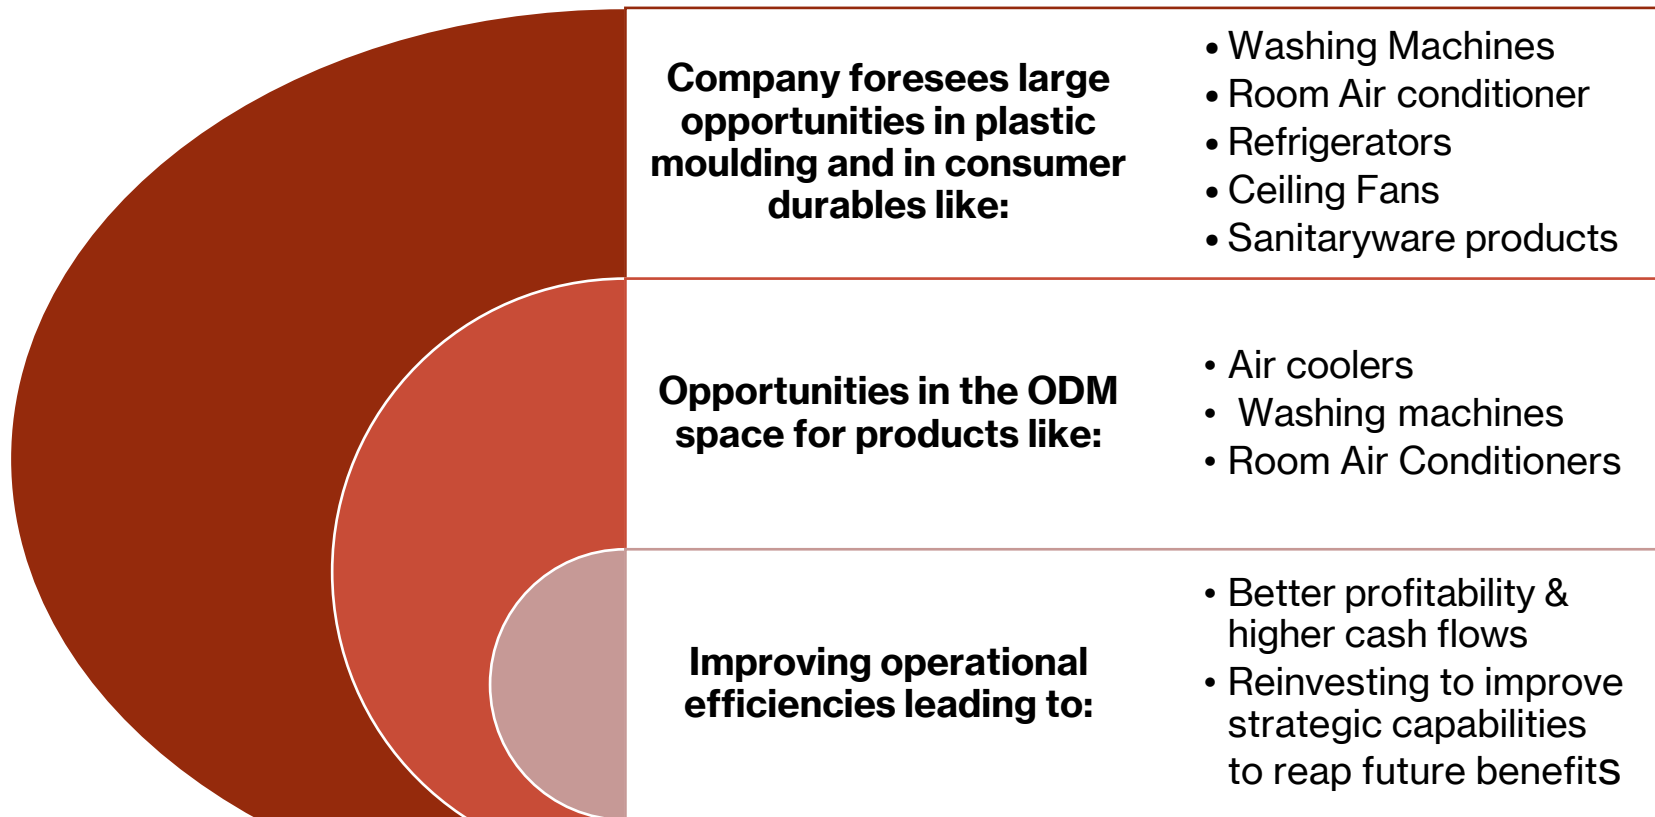 Company foresees large
opportunities in plastic
moulding and in consumer
durables like:
• Washing Machines
• Room Air conditioner
• Refrigerators
• Ceiling Fans
• Sanitaryware products
Opportunities in the ODM
space for products like:
• Air coolers
• Washing machines
• Room Air Conditioners
Improving operational
efficiencies leading to:
• Better profitability &
higher cash flows
• Reinvesting to improve
strategic capabilities
to reap future benefits